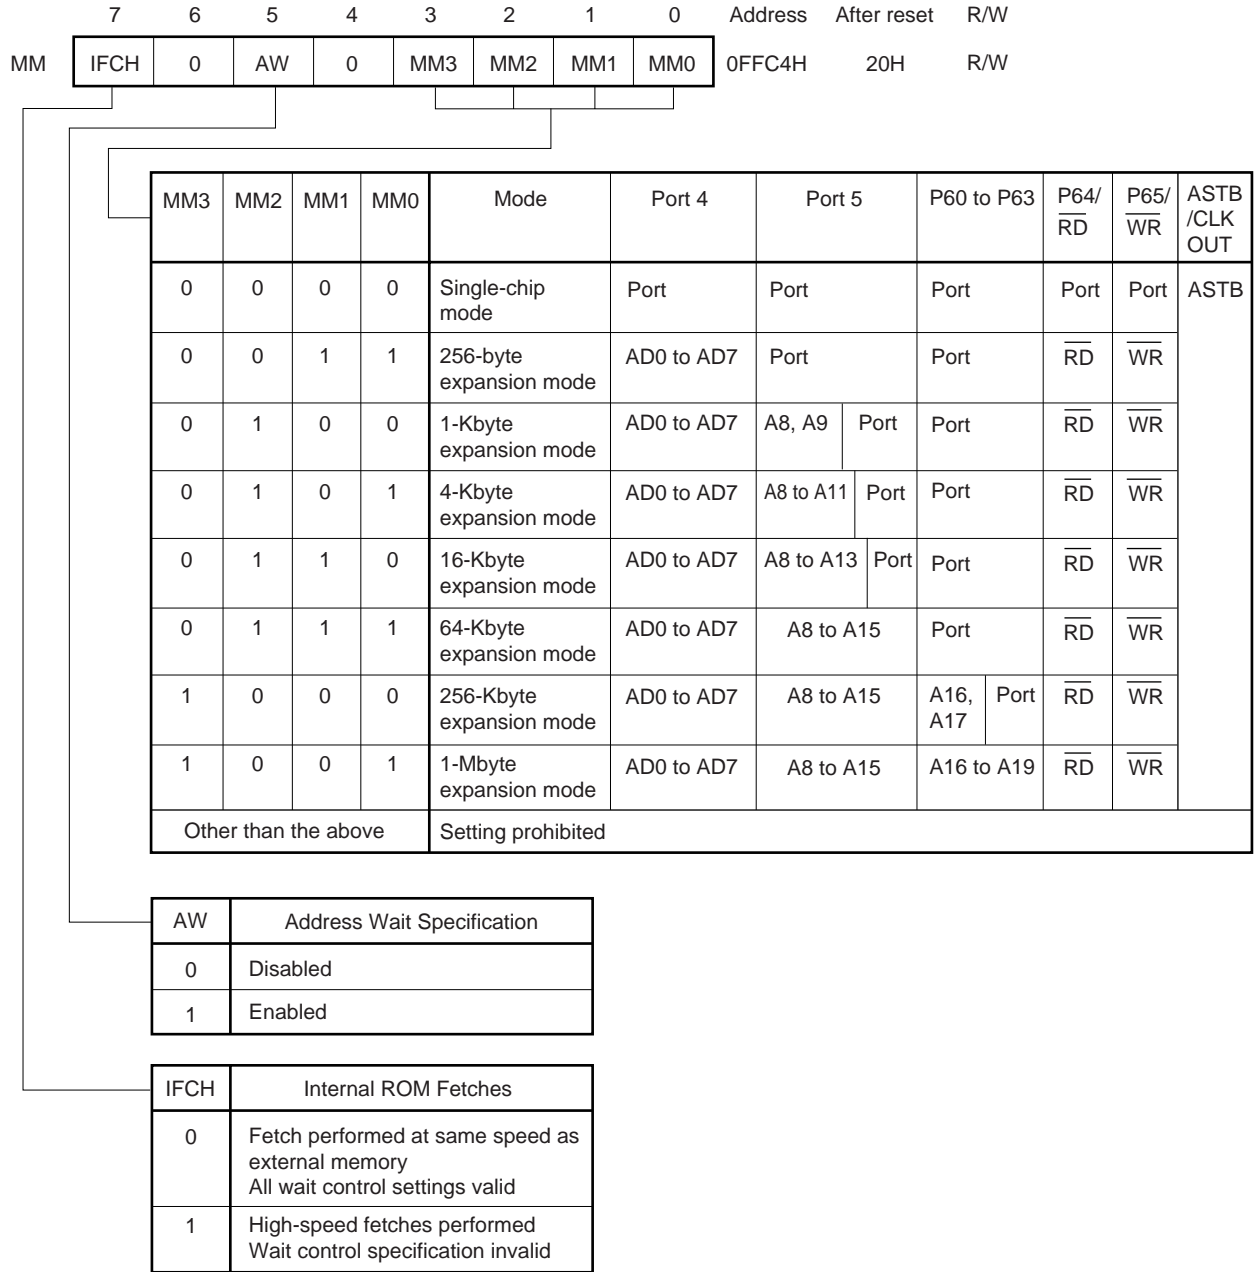 7 6 5 4 3 2 1 0 Address After reset R/W
MM IFCH 0 AW 0 MM3 MM2 MM1 MM0 0FFC4H 20H R/W
MM3 MM2 MM1 MM0 Mode Port 4 Port 5 P60 to P63 P64/ P65/ ASTB
RD WR /CLK
OUT
0 0 0 0 Single-chip Port Port Port Port Port ASTB
mode
0 0 1 1 256-byte AD0 to AD7 Port Port RD WR
expansion mode
0 1 0 0 1-Kbyte AD0 to AD7 A8, A9 Port Port RD WR
expansion mode
0 1 0 1 4-Kbyte AD0 to AD7 A8 to A11 Port Port RD WR
expansion mode
0 1 1 0 16-Kbyte AD0 to AD7 A8 to A13 Port Port RD WR
expansion mode
0 1 1 1 64-Kbyte AD0 to AD7 A8 to A15 Port RD WR
expansion mode
1 0 0 0 256-Kbyte AD0 to AD7 A8 to A15 A16, Port RD WR
expansion mode A17
1 0 0 1 1-Mbyte AD0 to AD7 A8 to A15 A16 to A19 RD WR
expansion mode
Other than the above Setting prohibited
AW Address Wait Specification
0 Disabled
1 Enabled
IFCH Internal ROM Fetches
0 Fetch performed at same speed as
external memory
All wait control settings valid
1 High-speed fetches performed
Wait control specification invalid